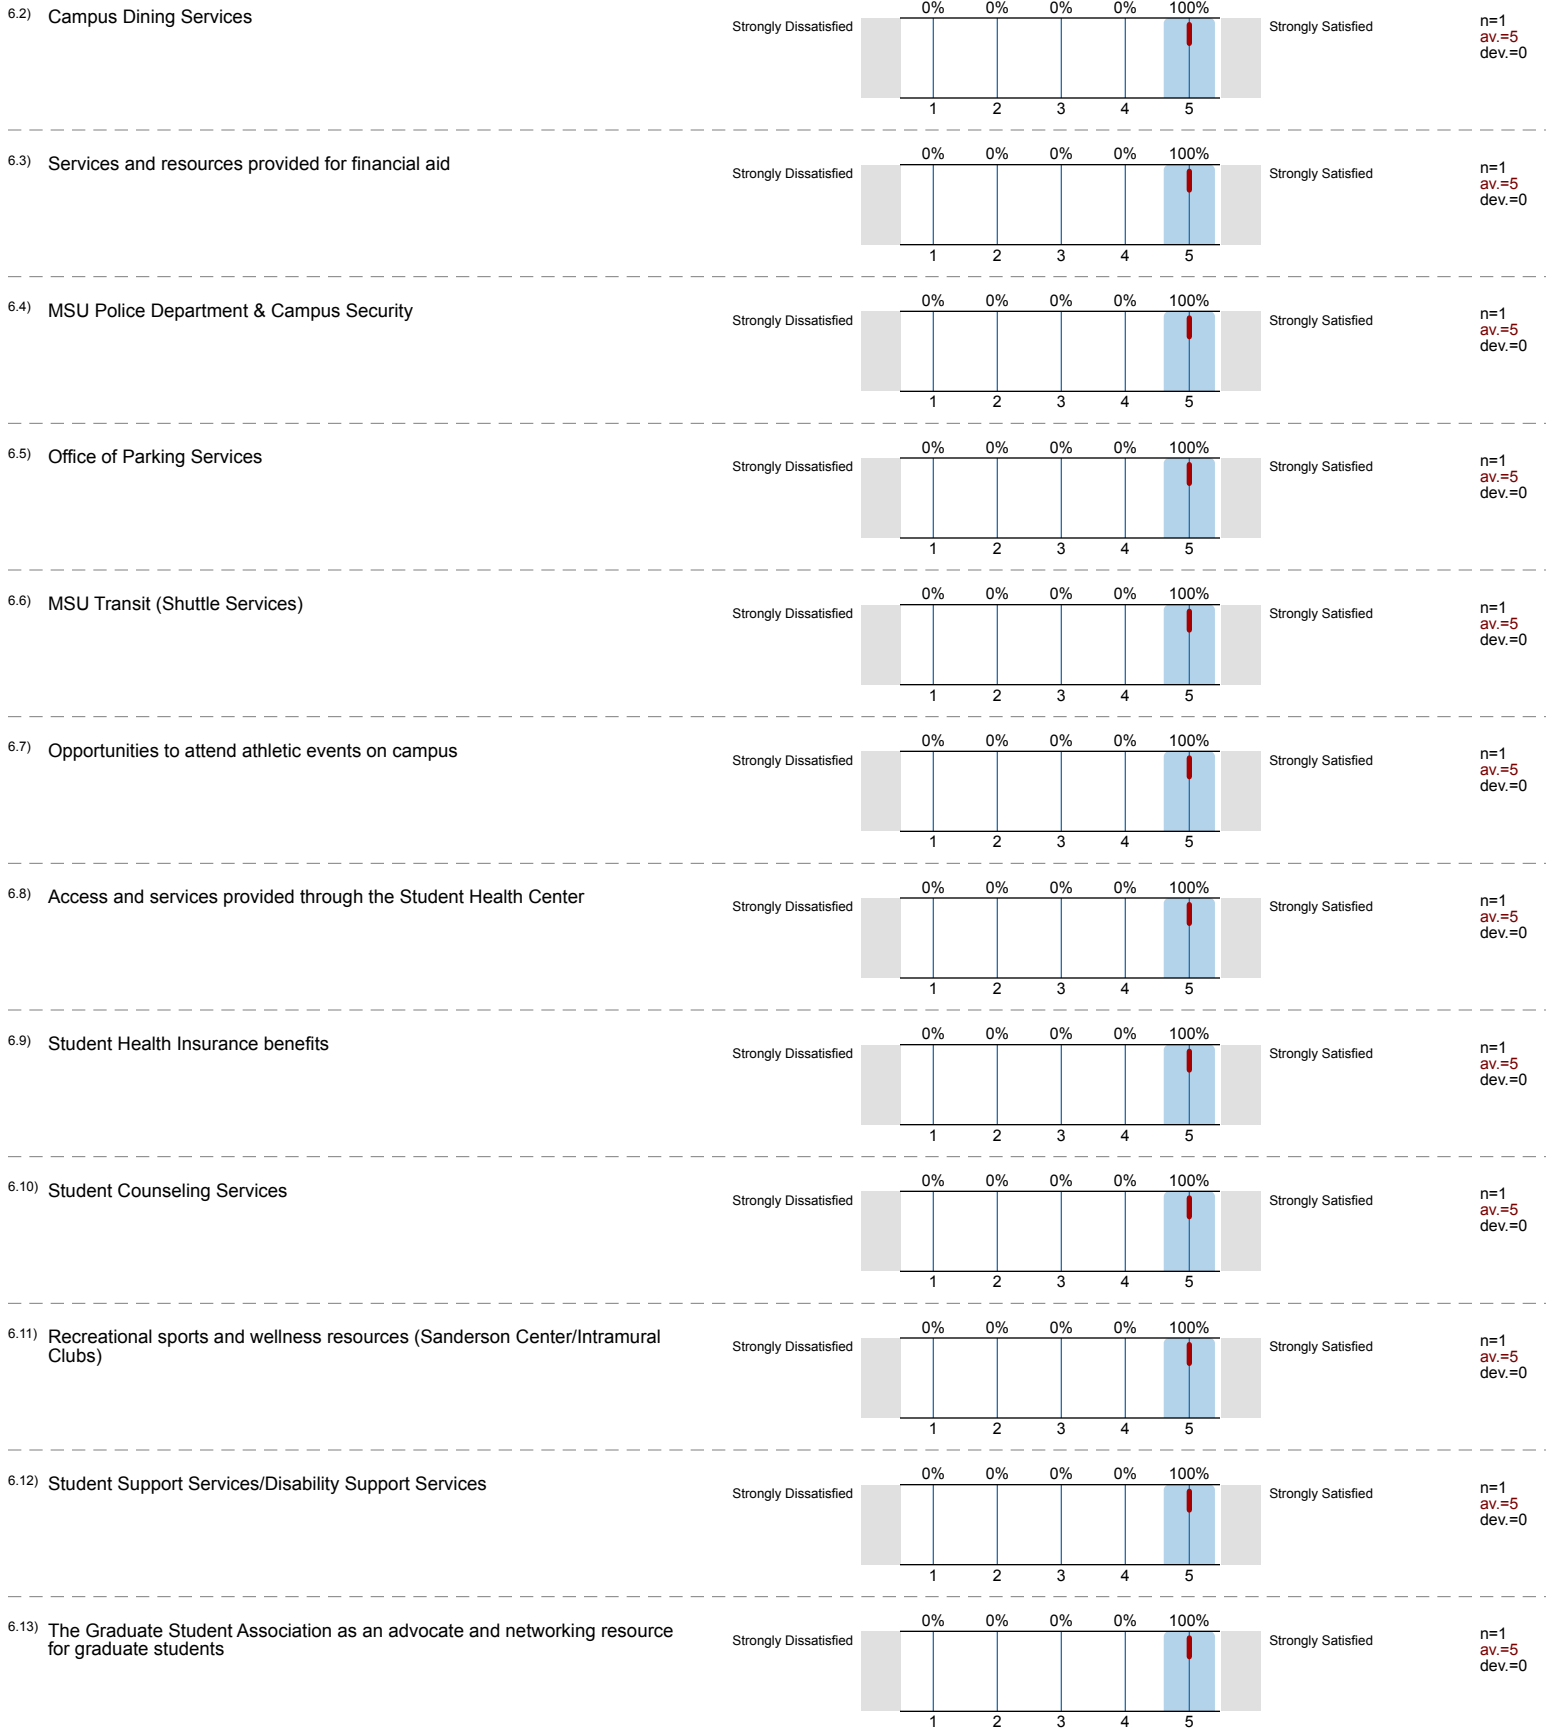 6.2) Campus Dining Services
0% 0% 0% 0% 100%
Strongly Dissatisfied Strongly Satisfied
n=1
av.=5
dev.=0
1 2 3 4 5
6.3) Services and resources provided for financial aid
0% 0% 0% 0% 100%
Strongly Dissatisfied Strongly Satisfied
n=1
av.=5
dev.=0
1 2 3 4 5
6.4) MSU Police Department & Campus Security
0% 0% 0% 0% 100%
Strongly Dissatisfied Strongly Satisfied
n=1
av.=5
dev.=0
1 2 3 4 5
6.5) Office of Parking Services
0% 0% 0% 0% 100%
Strongly Dissatisfied Strongly Satisfied
n=1
av.=5
dev.=0
1 2 3 4 5
6.6) MSU Transit (Shuttle Services)
0% 0% 0% 0% 100%
Strongly Dissatisfied Strongly Satisfied
n=1
av.=5
dev.=0
1 2 3 4 5
6.7) Opportunities to attend athletic events on campus
0% 0% 0% 0% 100%
Strongly Dissatisfied Strongly Satisfied
n=1
av.=5
dev.=0
1 2 3 4 5
6.8) Access and services provided through the Student Health Center
0% 0% 0% 0% 100%
Strongly Dissatisfied Strongly Satisfied
n=1
av.=5
dev.=0
1 2 3 4 5
6.9) Student Health Insurance benefits
0% 0% 0% 0% 100%
Strongly Dissatisfied Strongly Satisfied
n=1
av.=5
dev.=0
1 2 3 4 5
6.10) Student Counseling Services
0% 0% 0% 0% 100%
Strongly Dissatisfied Strongly Satisfied
n=1
av.=5
dev.=0
1 2 3 4 5
6.11) Recreational sports and wellness resources (Sanderson Center/Intramural
Clubs)
0% 0% 0% 0% 100%
Strongly Dissatisfied Strongly Satisfied
n=1
av.=5
dev.=0
1 2 3 4 5
6.12) Student Support Services/Disability Support Services
0% 0% 0% 0% 100%
Strongly Dissatisfied Strongly Satisfied
n=1
av.=5
dev.=0
1 2 3 4 5
6.13) The Graduate Student Association as an advocate and networking resource
for graduate students
0% 0% 0% 0% 100%
Strongly Dissatisfied Strongly Satisfied
n=1
av.=5
dev.=0
1 2 3 4 5